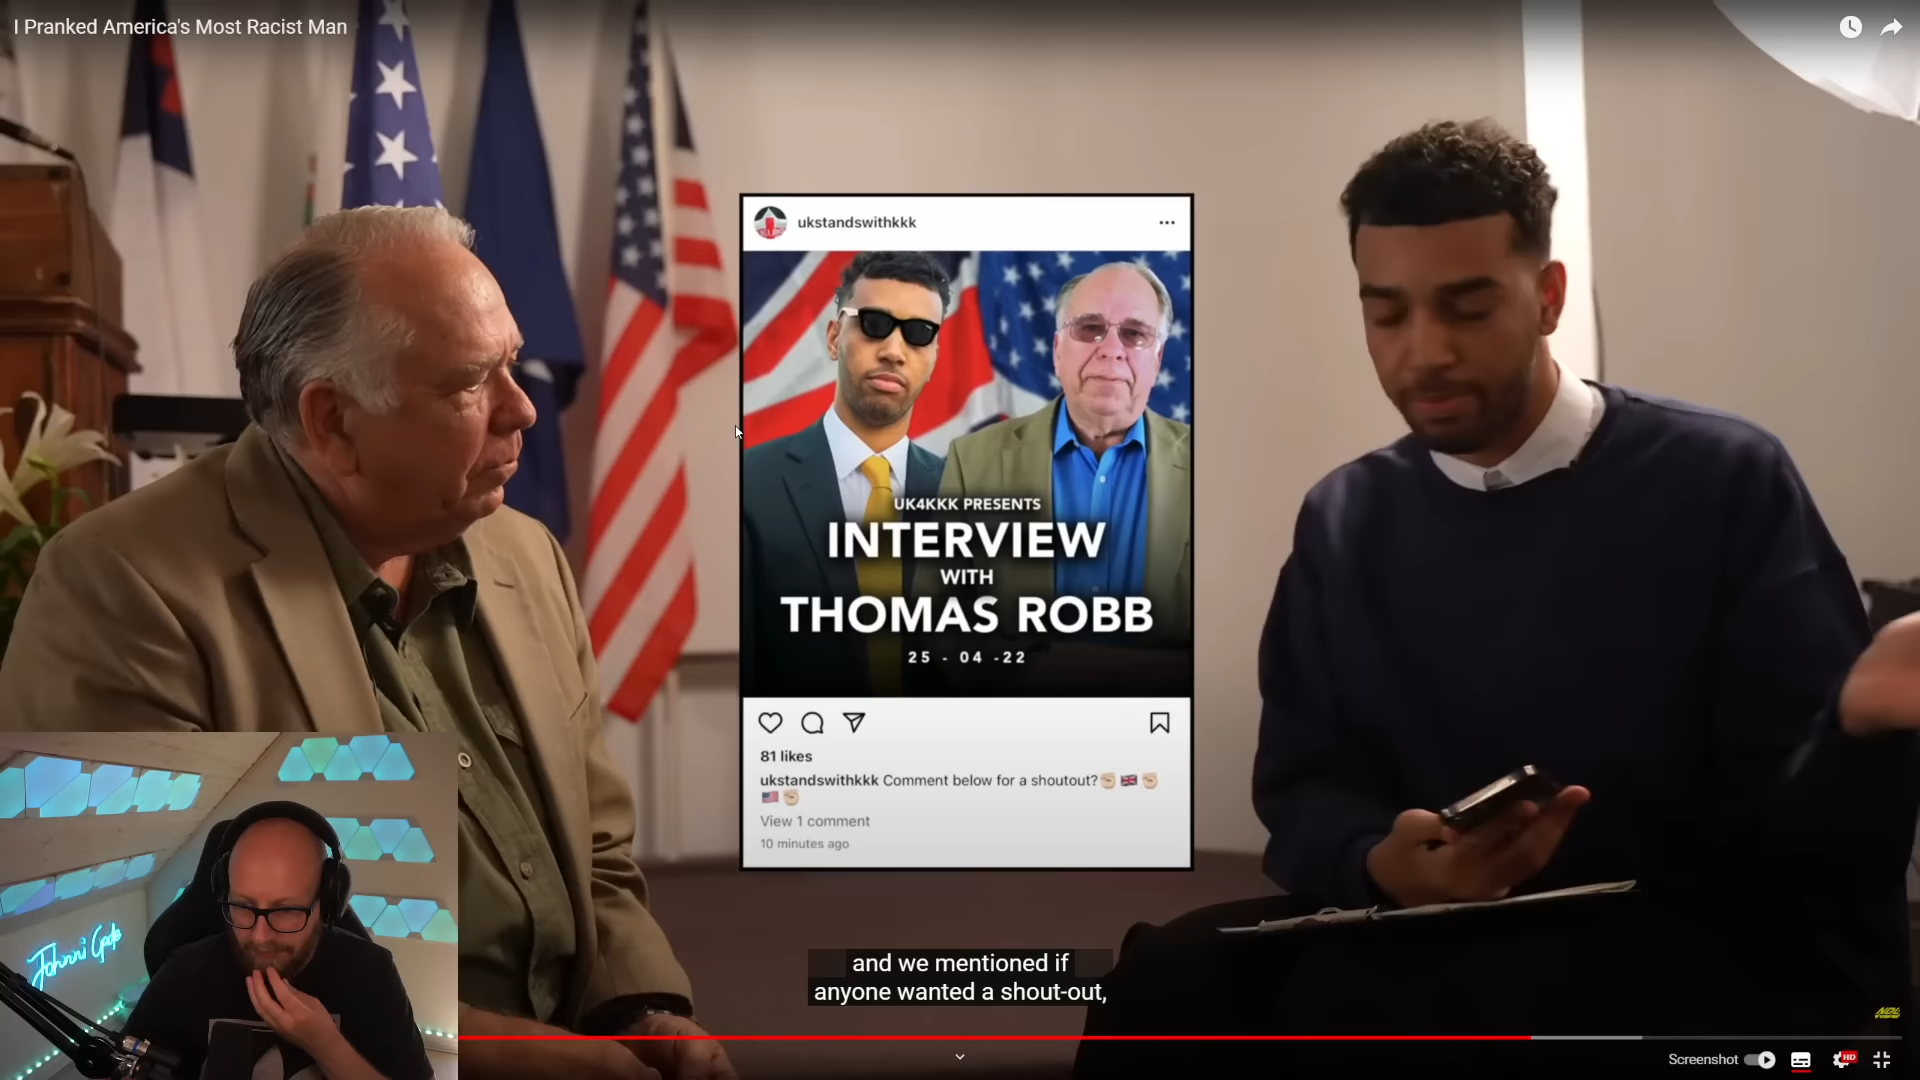 I Pranked America's Most Racist Man
ukstandswithkkk
UK4KKK PRESENTS
INTERVIEW
WITH
THOMAS ROBB
25 - 04 -22
81 likes
ukstandswithkkk Comment below for a shoutout?✊🏼 🇬🇧 ✊🏼
🇺🇸 ✊🏼
View 1 comment
10 minutes ago
and we mentioned if
anyone wanted a shout-out,
Screenshot
HD